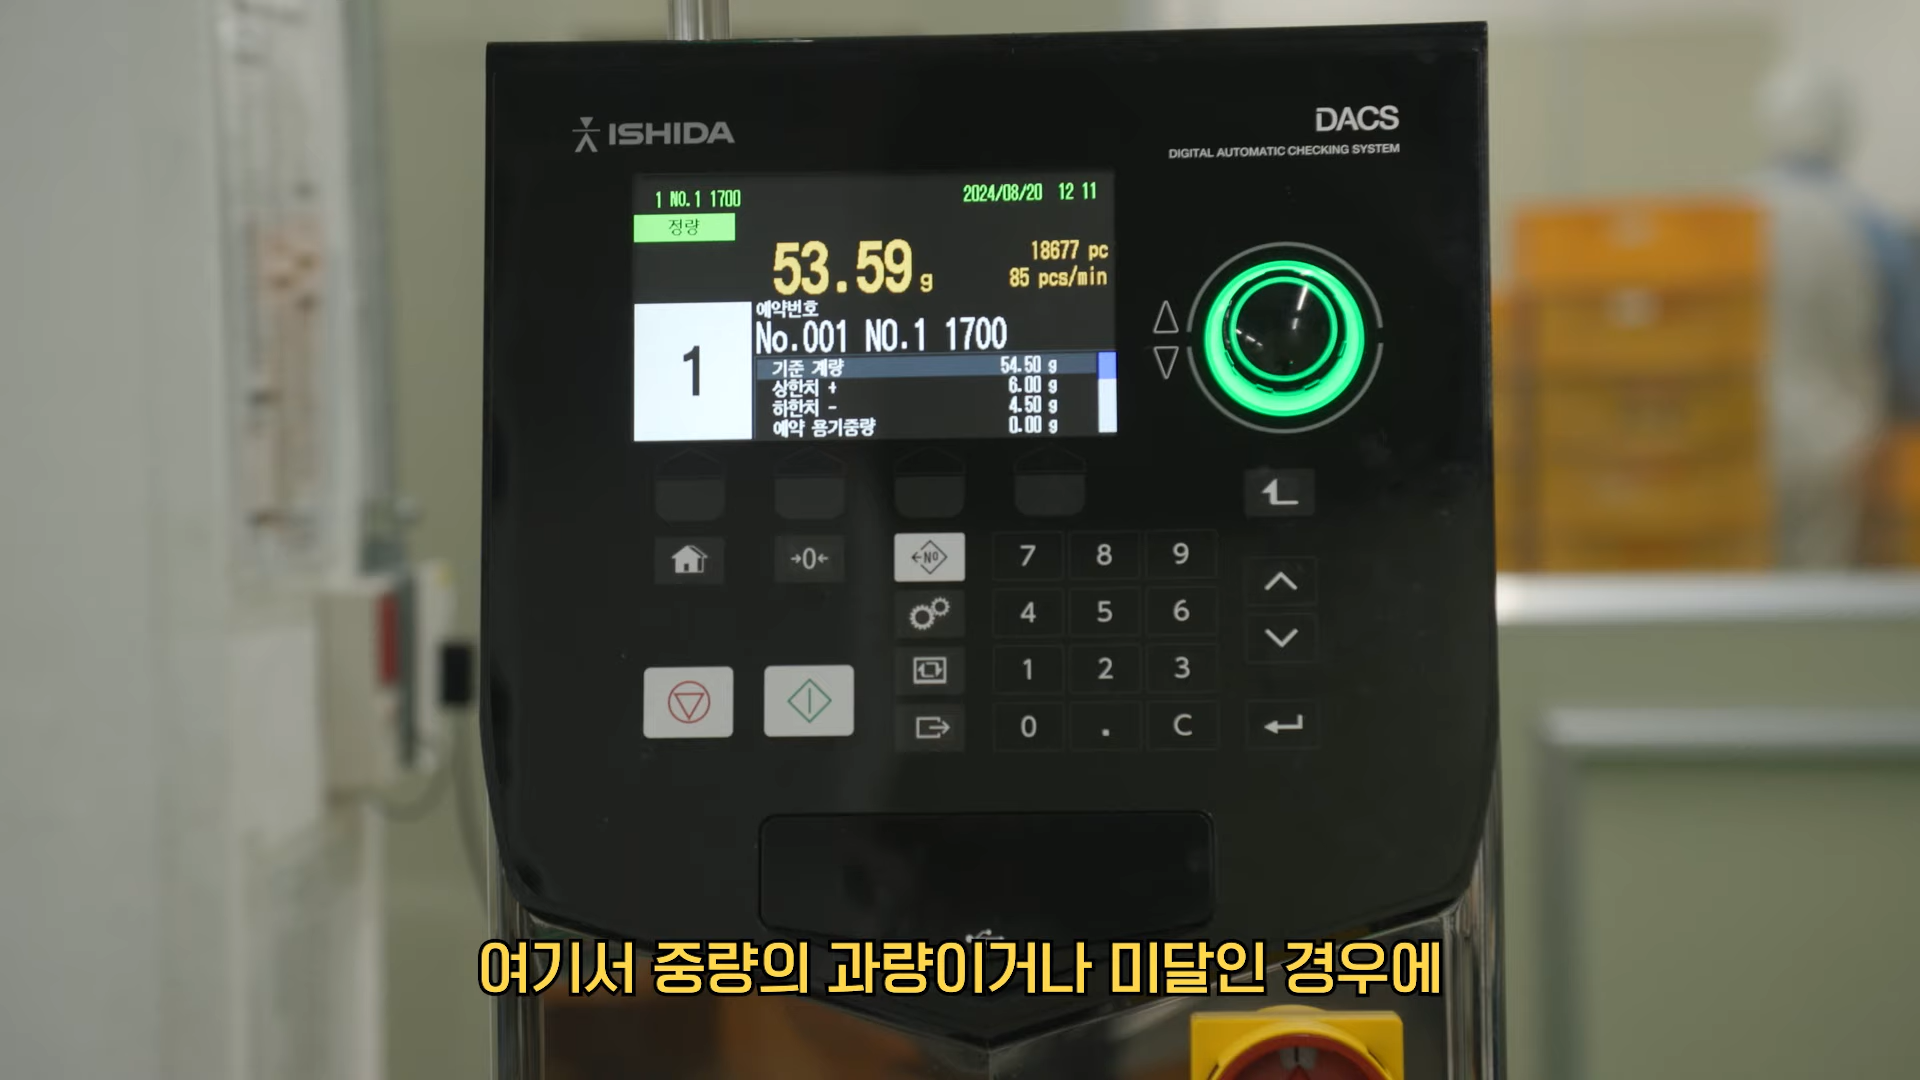 ISHIDA
DACS
DIGITAL AUTOMATIC CHECKING SYSTEM
1 NO.1 1700
2024/08/20 12 11
정량
53.59 g
18677 pc
85 pcs/min
예약번호
1
No.001 NO.1 1700
기준 계량 54.50 g
상한치 + 6.00 g
하한치 - 4.50 g
예약 용기중량 0.00 g
→0←
←NO
7 8 9
4 5 6
1 2 3
0 . C
여기서 중량의 과량이거나 미달인 경우에